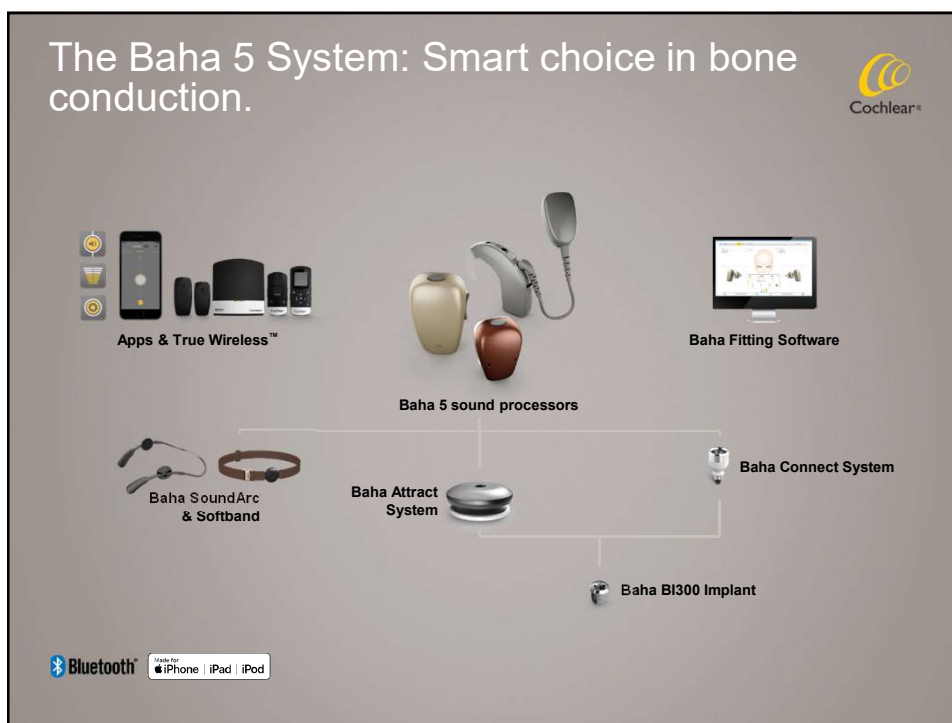 The Baha 5 System: Smart choice in bone
conduction.
Cochlear®
Apps & True Wireless™
Baha Fitting Software
Baha 5 sound processors
Baha SoundArc
& Softband
Baha Attract
System
Baha Connect System
Baha BI300 Implant
Bluetooth®
Made for
iPhone | iPad | iPod